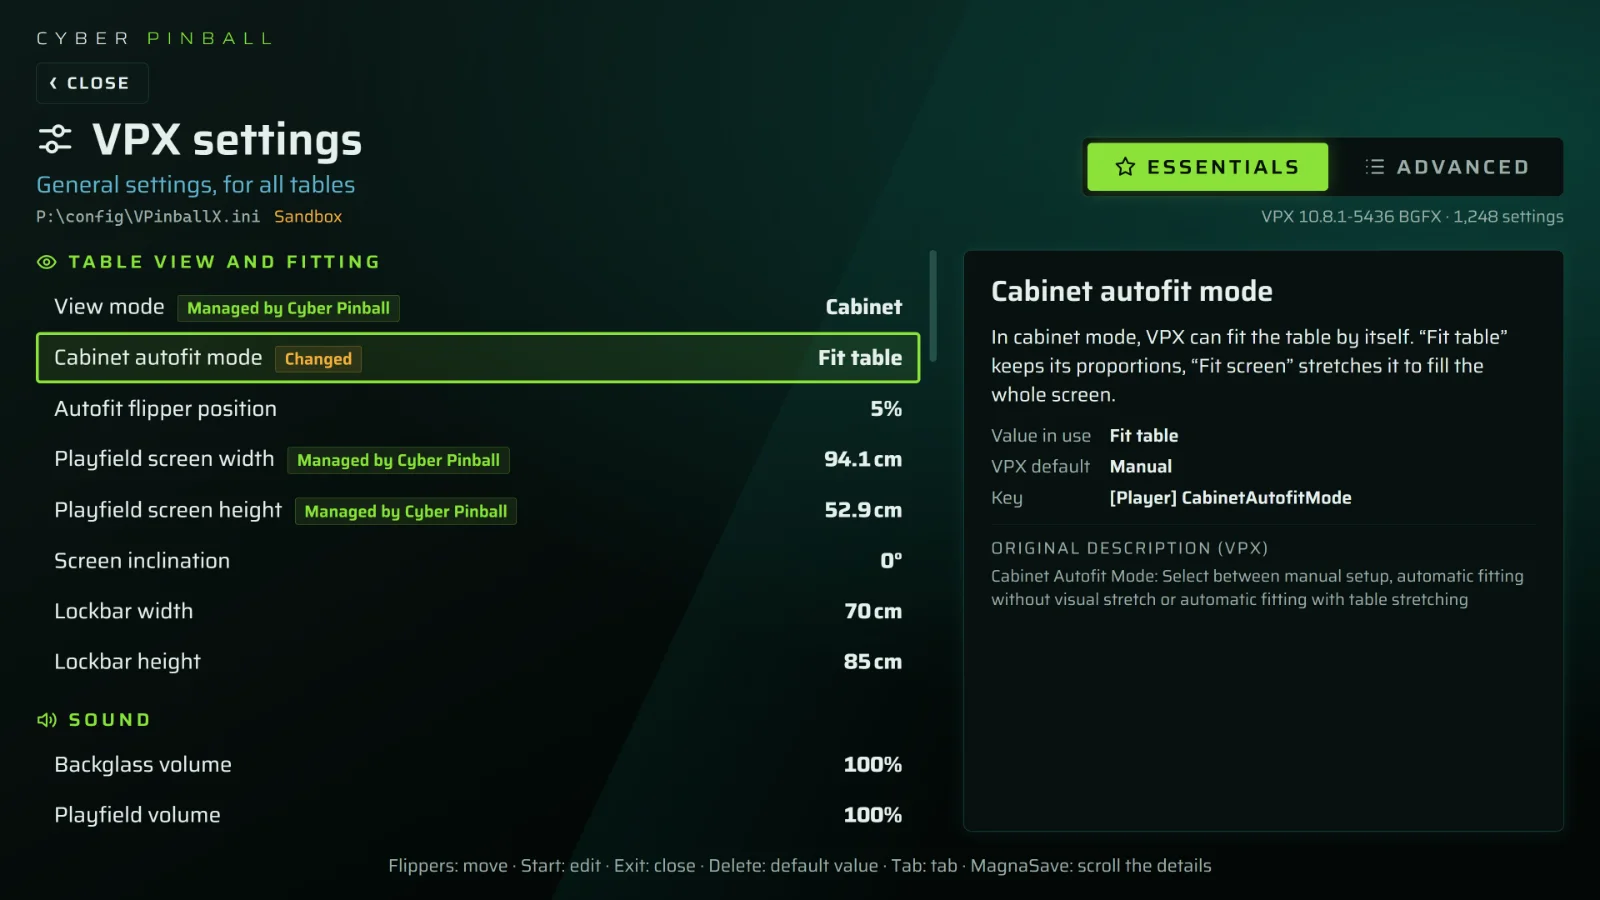 CYBER PINBALL
CLOSE
VPX settings
General settings, for all tables
P:\config\VPinballX.ini Sandbox
ESSENTIALS
ADVANCED
VPX 10.8.1-5436 BGFX · 1,248 settings
TABLE VIEW AND FITTING
View mode Managed by Cyber Pinball Cabinet
Cabinet autofit mode Changed Fit table
Autofit flipper position 5%
Playfield screen width Managed by Cyber Pinball 94.1 cm
Playfield screen height Managed by Cyber Pinball 52.9 cm
Screen inclination 0°
Lockbar width 70 cm
Lockbar height 85 cm
SOUND
Backglass volume 100%
Playfield volume 100%
Cabinet autofit mode
In cabinet mode, VPX can fit the table by itself. “Fit table”
keeps its proportions, “Fit screen” stretches it to fill the
whole screen.
Value in use Fit table
VPX default Manual
Key [Player] CabinetAutofitMode
ORIGINAL DESCRIPTION (VPX)
Cabinet Autofit Mode: Select between manual setup, automatic fitting
without visual stretch or automatic fitting with table stretching
Flippers: move · Start: edit · Exit: close · Delete: default value · Tab: tab · MagnaSave: scroll the details